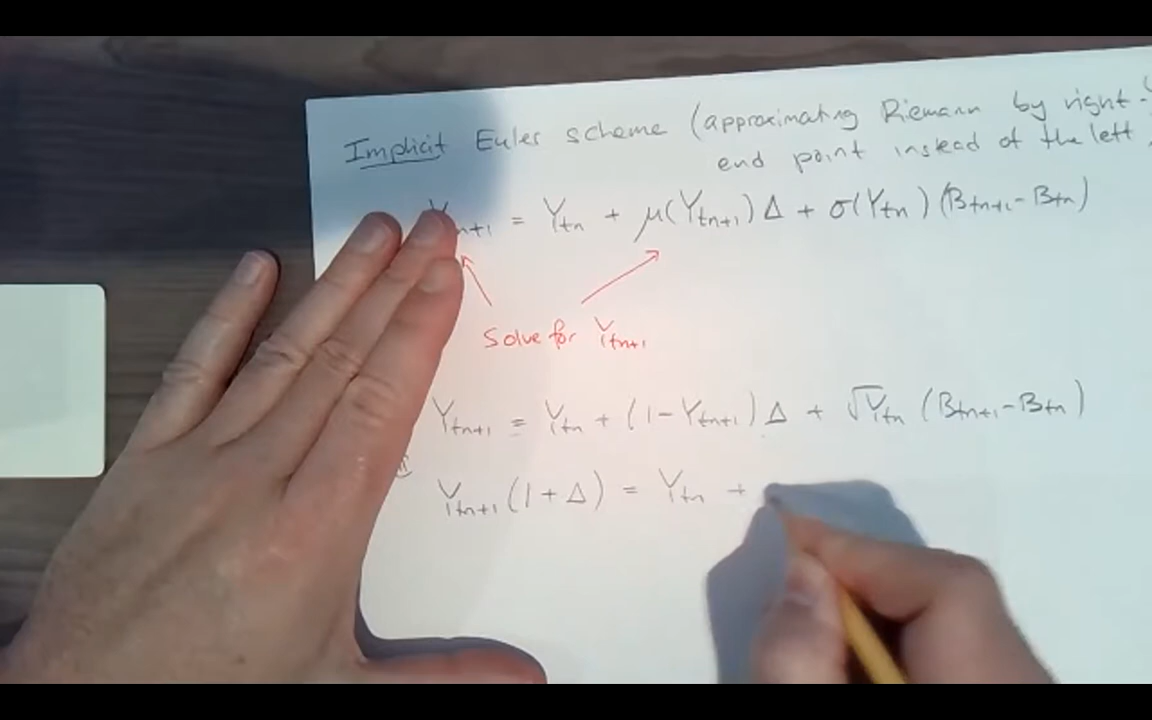 Implicit Euler scheme (approximating Riemann by right-
end point instead of the left
Y_{tn+1} = Y_{tn} + μ(Y_{tn+1}) Δ + σ(Y_{tn}) (B_{tn+1} - B_{tn})
Solve for Y_{tn+1}
Y_{tn+1} = Y_{tn} + (1 - Y_{tn+1}) Δ + √Y_{tn} (B_{tn+1} - B_{tn})
Y_{tn+1} (1 + Δ) = Y_{tn} +